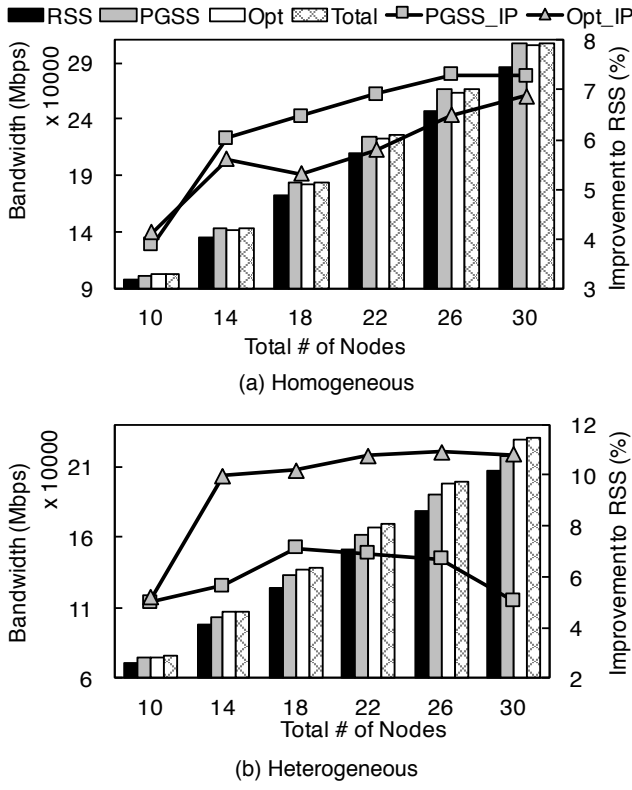 RSS PGSS Opt Total PGSS_IP Opt_IP
Bandwidth (Mbps)
x 10000
29
24
19
14
9
8
7
6
5
4
3
Improvement to RSS (%)
10 14 18 22 26 30
Total # of Nodes
(a) Homogeneous
Bandwidth (Mbps)
x 10000
21
16
11
6
12
10
8
6
4
2
Improvement to RSS (%)
10 14 18 22 26 30
Total # of Nodes
(b) Heterogeneous